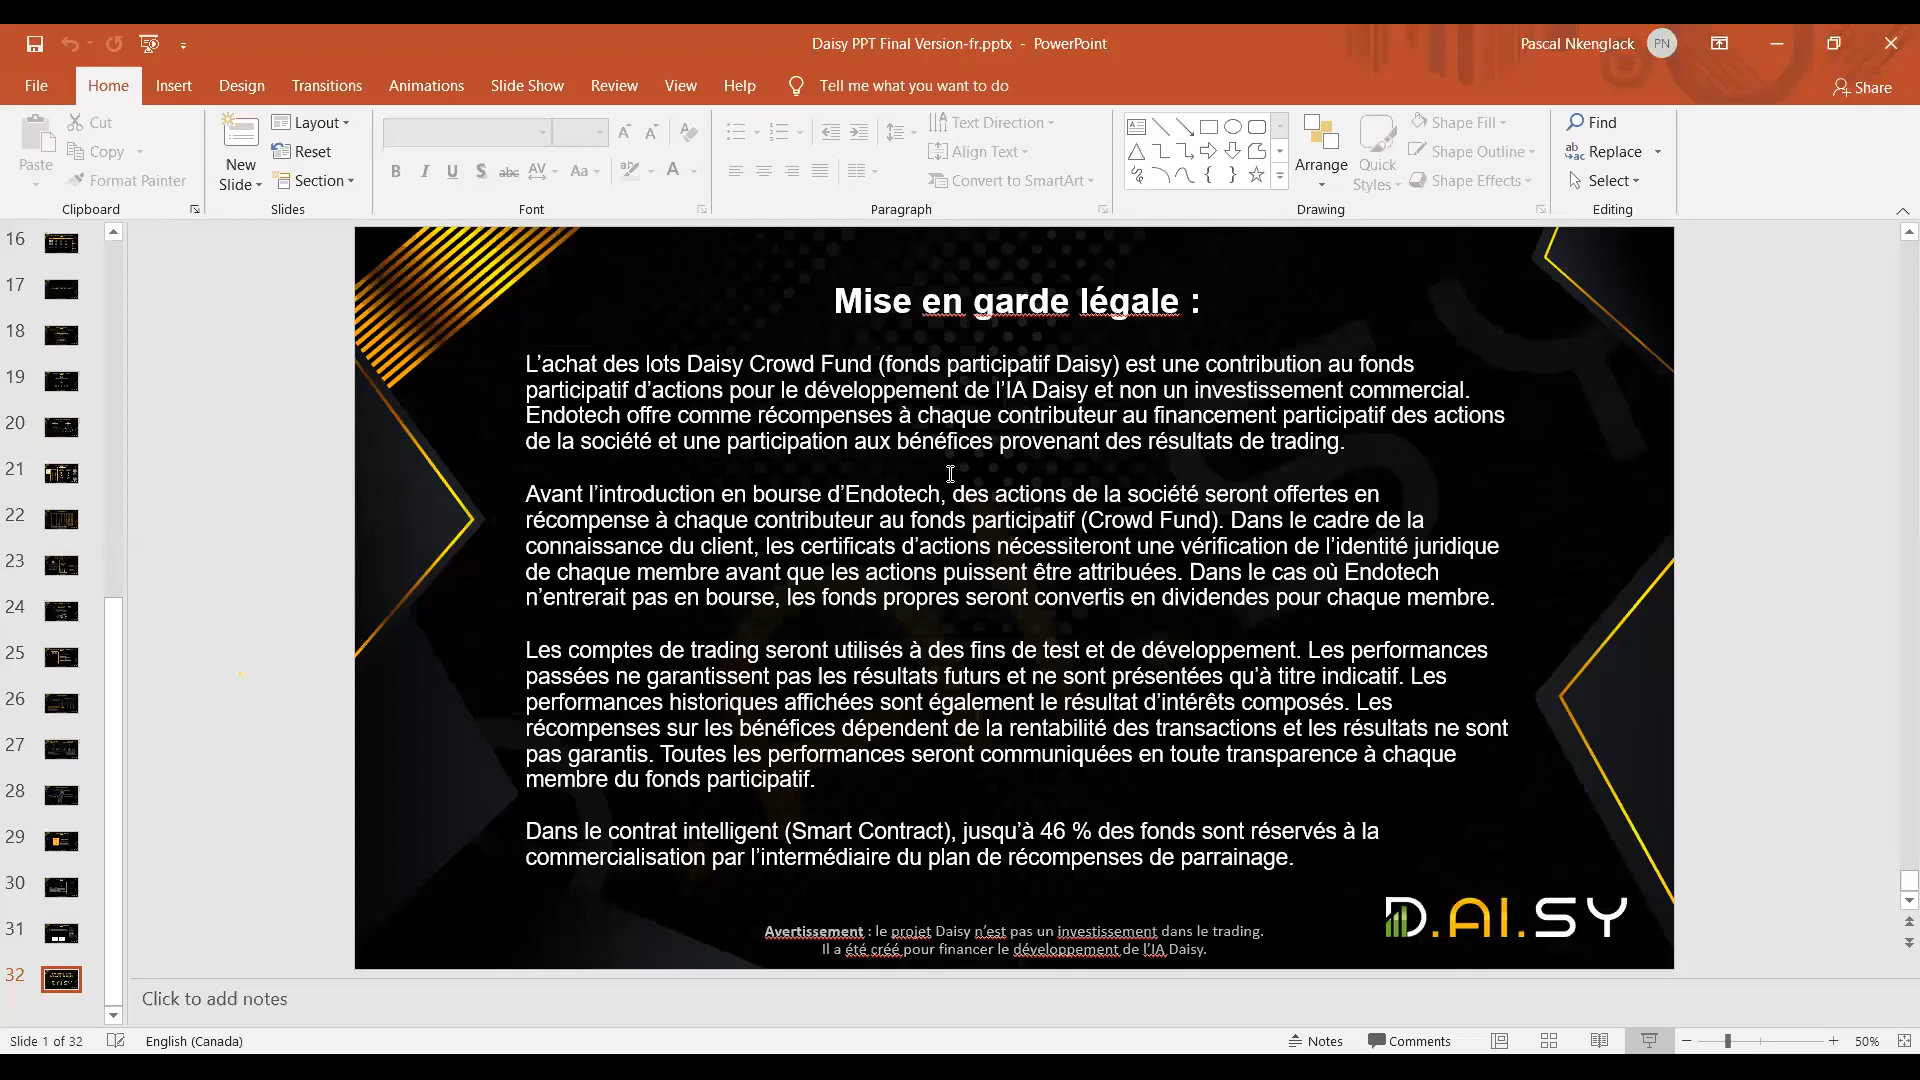 Daisy PPT Final Version-fr.pptx - PowerPoint
Pascal Nkenglack PN
File Home Insert Design Transitions Animations Slide Show Review View Help Tell me what you want to do Share
Paste
Cut
Copy
Format Painter
Clipboard
New
Slide
Layout
Reset
Section
Slides
B I U S abc AV Aa A
Font
Text Direction
Align Text
Convert to SmartArt
Paragraph
Arrange
Quick
Styles
Shape Fill
Shape Outline
Shape Effects
Drawing
Find
Replace
Select
Editing
16
17
18
19
20
21
22
23
24
25
26
27
28
29
30
31
32
Mise en garde légale :
L’achat des lots Daisy Crowd Fund (fonds participatif Daisy) est une contribution au fonds
participatif d’actions pour le développement de l’IA Daisy et non un investissement commercial.
Endotech offre comme récompenses à chaque contributeur au financement participatif des actions
de la société et une participation aux bénéfices provenant des résultats de trading.
Avant l’introduction en bourse d’Endotech, des actions de la société seront offertes en
récompense à chaque contributeur au fonds participatif (Crowd Fund). Dans le cadre de la
connaissance du client, les certificats d’actions nécessiteront une vérification de l’identité juridique
de chaque membre avant que les actions puissent être attribuées. Dans le cas où Endotech
n’entrerait pas en bourse, les fonds propres seront convertis en dividendes pour chaque membre.
Les comptes de trading seront utilisés à des fins de test et de développement. Les performances
passées ne garantissent pas les résultats futurs et ne sont présentées qu’à titre indicatif. Les
performances historiques affichées sont également le résultat d’intérêts composés. Les
récompenses sur les bénéfices dépendent de la rentabilité des transactions et les résultats ne sont
pas garantis. Toutes les performances seront communiquées en toute transparence à chaque
membre du fonds participatif.
Dans le contrat intelligent (Smart Contract), jusqu’à 46 % des fonds sont réservés à la
commercialisation par l’intermédiaire du plan de récompenses de parrainage.
D.AI.SY
Avertissement : le projet Daisy n’est pas un investissement dans le trading.
Il a été créé pour financer le développement de l’IA Daisy.
Click to add notes
Slide 1 of 32 English (Canada) Notes Comments 50%